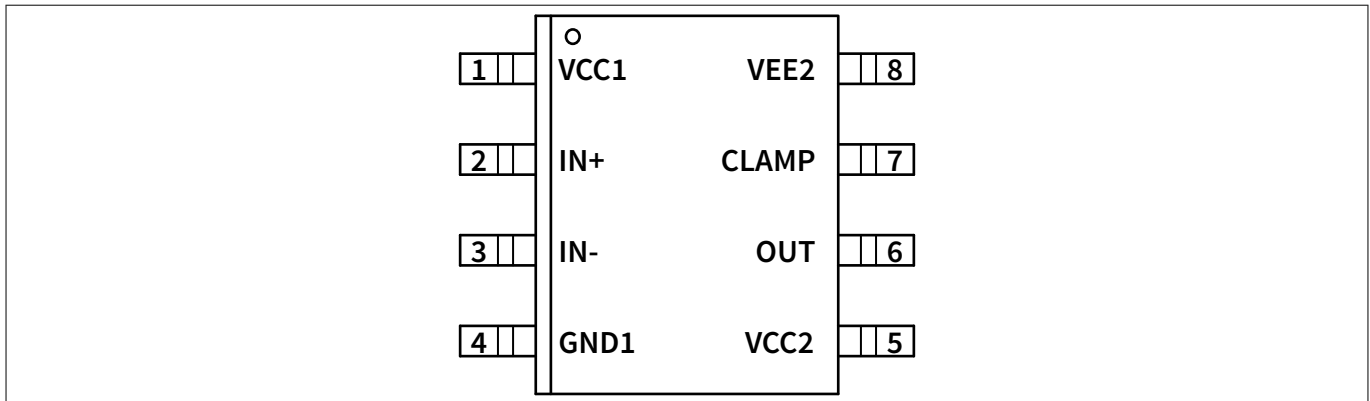 1 VCC1 VEE2 8
2 IN+ CLAMP 7
3 IN- OUT 6
4 GND1 VCC2 5